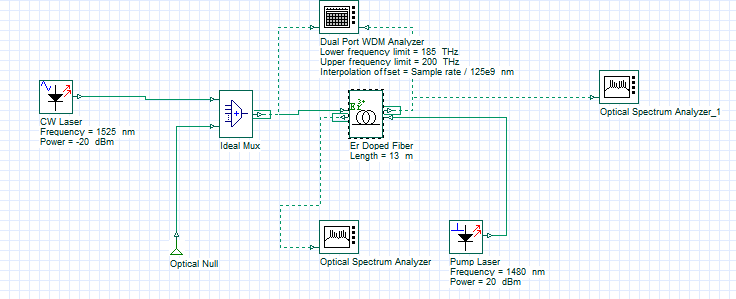 Dual Port WDM Analyzer
Lower frequency limit = 185 THz
Upper frequency limit = 200 THz
Interpolation offset = Sample rate / 125e9 nm
CW Laser
Frequency = 1525 nm
Power = -20 dBm
Ideal Mux
Er Doped Fiber
Length = 13 m
Optical Spectrum Analyzer_1
Optical Null
Optical Spectrum Analyzer
Pump Laser
Frequency = 1480 nm
Power = 20 dBm